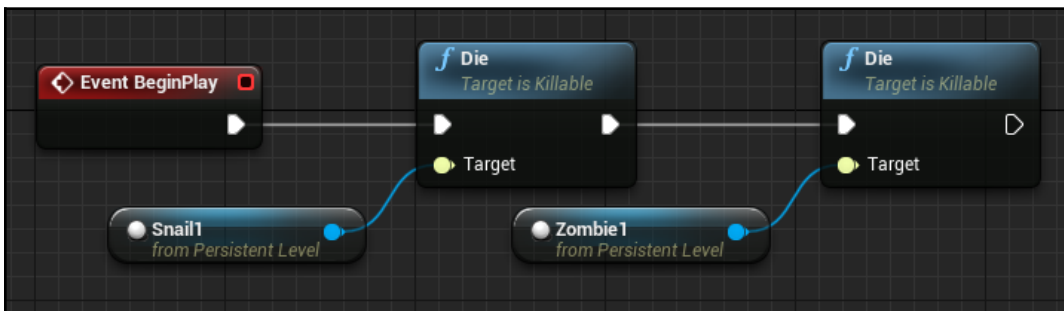 Event BeginPlay
f Die
Target is Killable
Target
Snail1
from Persistent Level
f Die
Target is Killable
Target
Zombie1
from Persistent Level